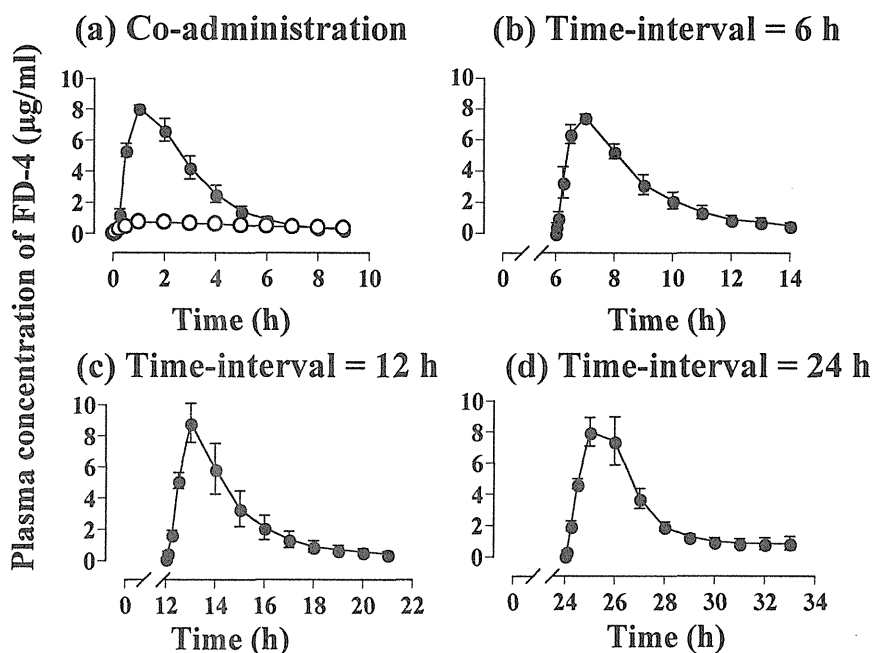 Plasma concentration of FD-4 (μg/ml)
(a) Co-administration
10
8
6
4
2
0
0 2 4 6 8 10
Time (h)
(b) Time-interval = 6 h
10
8
6
4
2
0
0 6 8 10 12 14
Time (h)
(c) Time-interval = 12 h
10
8
6
4
2
0
0 12 14 16 18 20 22
Time (h)
(d) Time-interval = 24 h
10
8
6
4
2
0
0 24 26 28 30 32 34
Time (h)